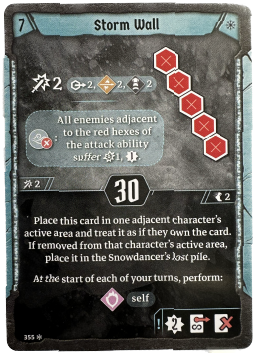 7 Storm Wall
2 2, 2, 2
All enemies adjacent
to the red hexes of
the attack ability
suffer 1,
2
30
2
Place this card in one adjacent character's
active area and treat it as if they own the card.
If removed from that character's active area,
place it in the Snowdancer's lost pile.
At the start of each of your turns, perform:
self
355
! 2